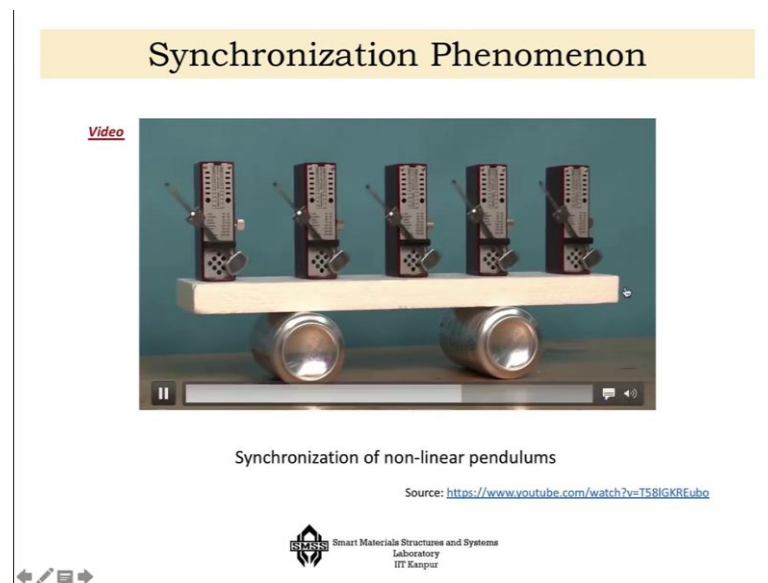 Synchronization Phenomenon
Video
Synchronization of non-linear pendulums
Source: https://www.youtube.com/watch?v=T58lGKREubo
SMSS
Smart Materials Structures and Systems
Laboratory
IIT Kanpur